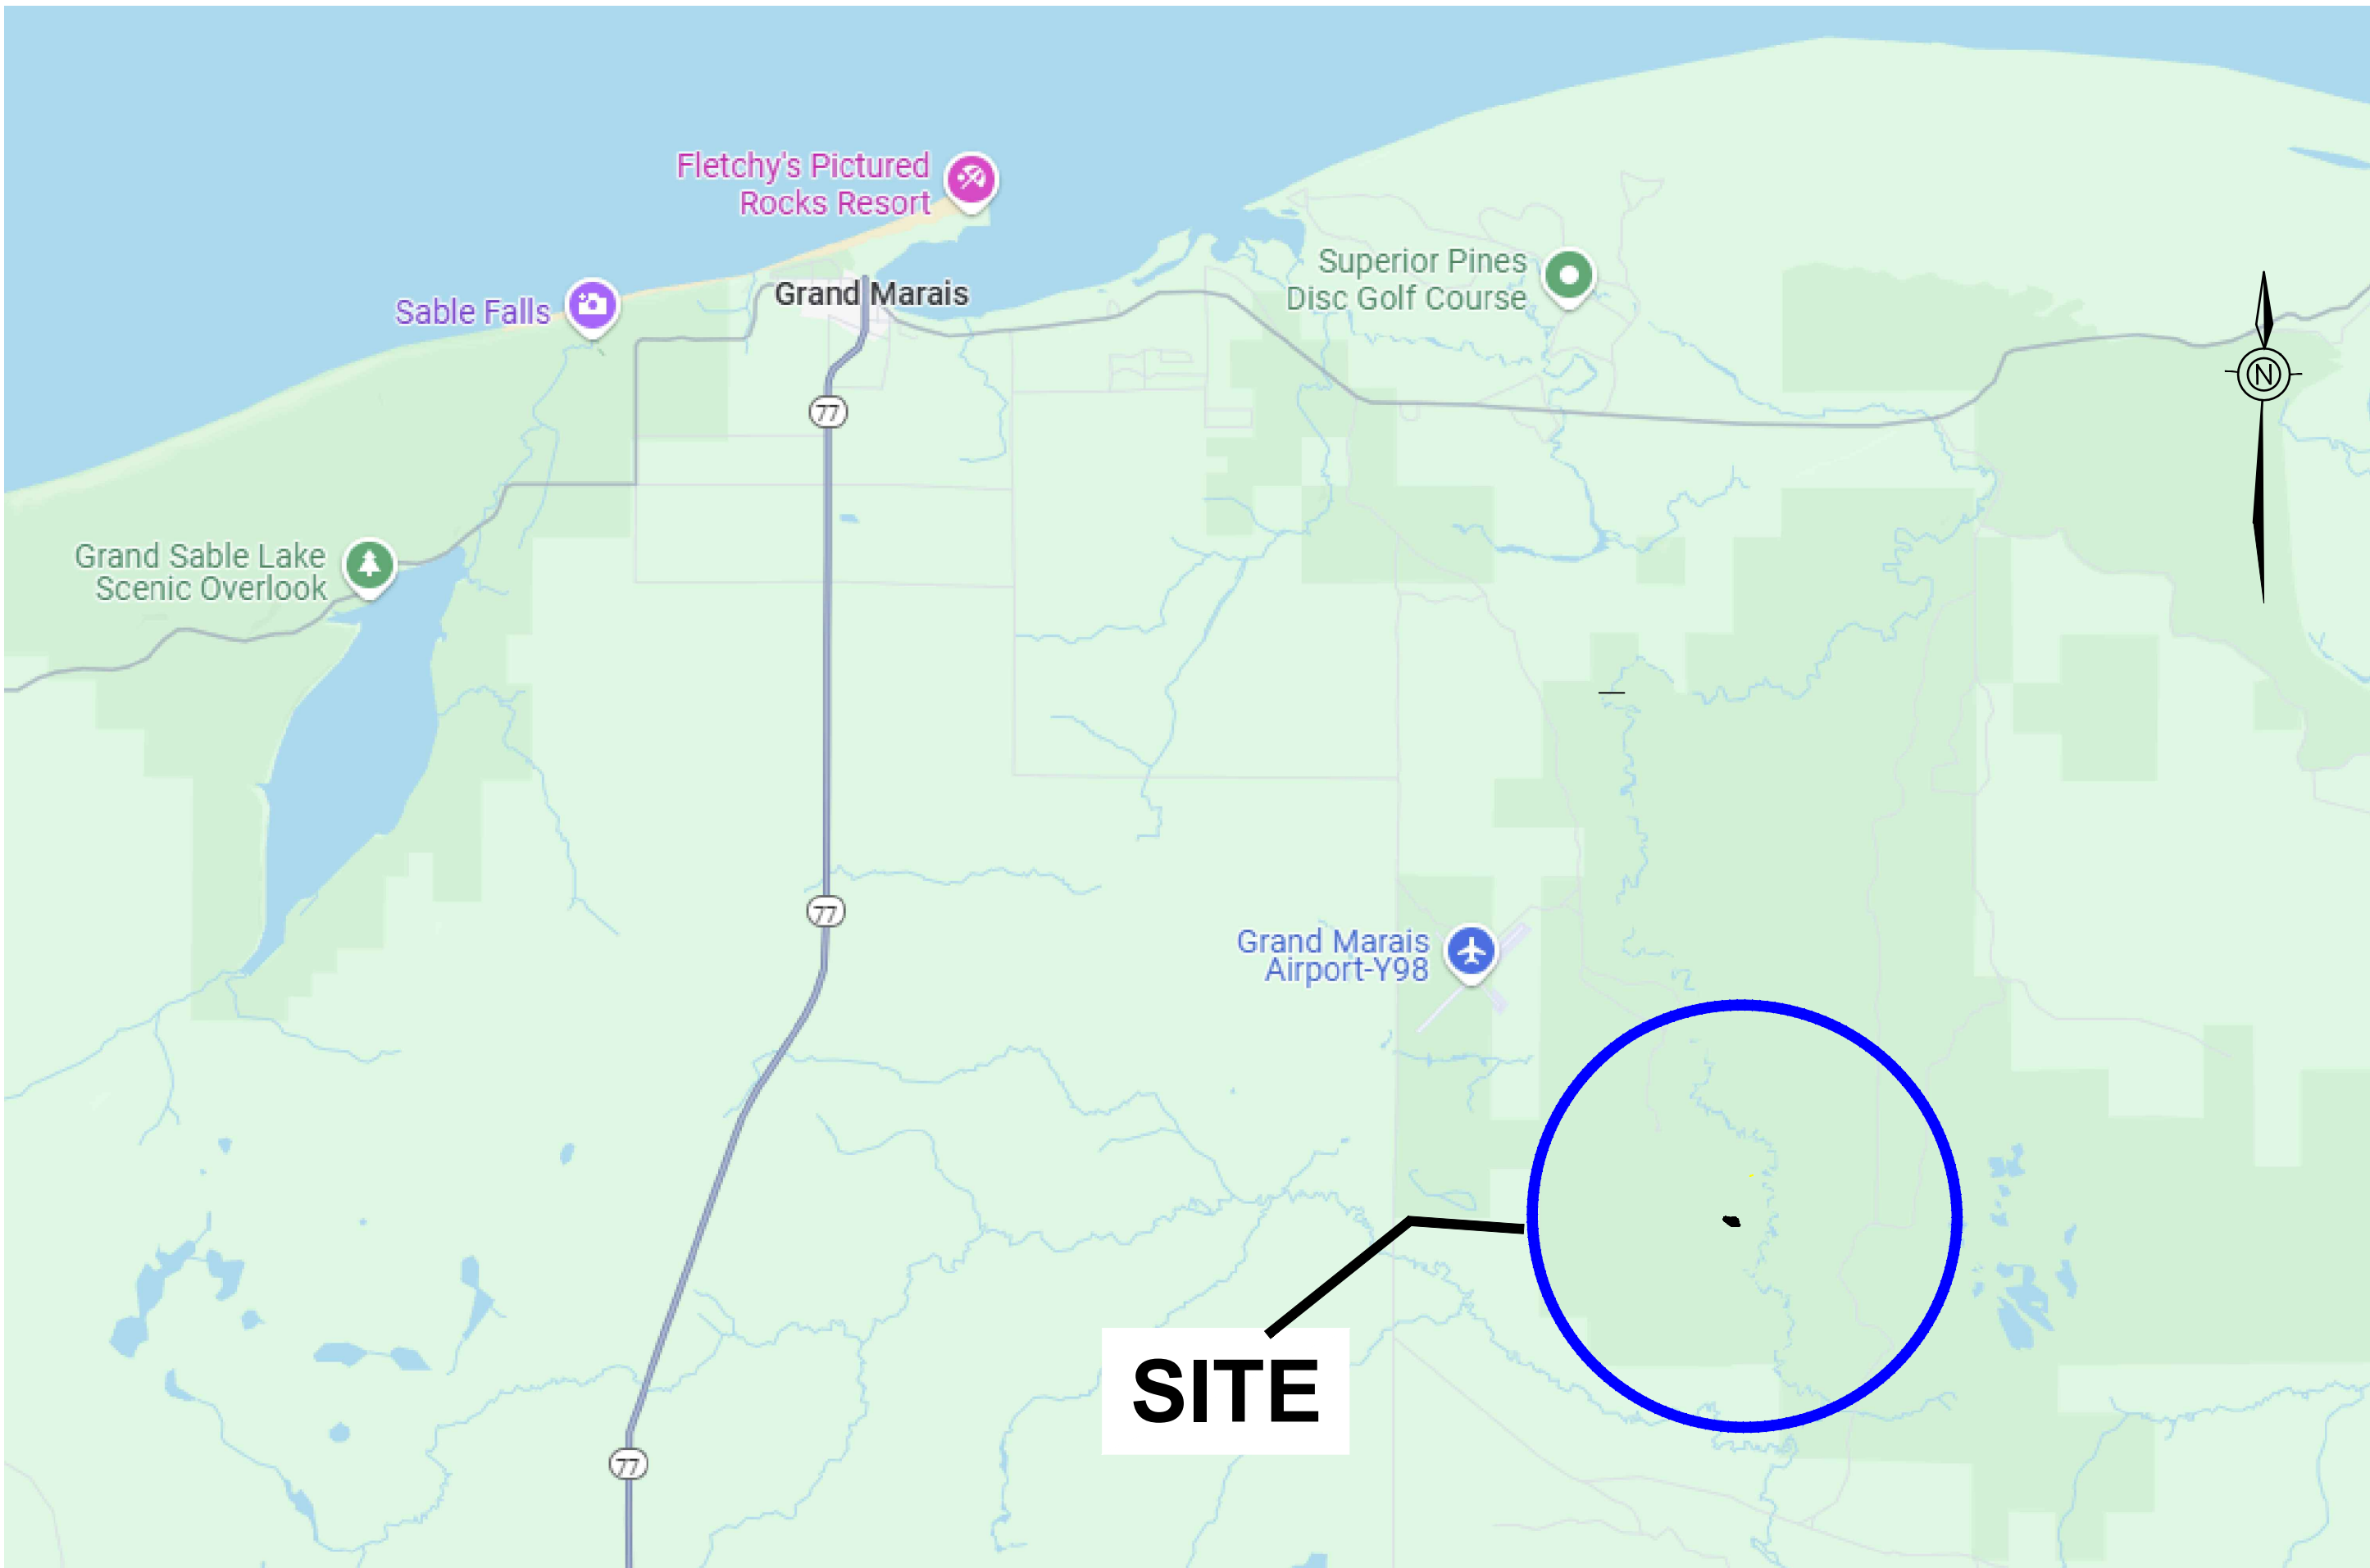 Fletchy's Pictured
Rocks Resort
Superior Pines
Disc Golf Course
Grand Marais
Sable Falls
N
77
Grand Sable Lake
Scenic Overlook
77
Grand Marais
Airport-Y98
SITE
77